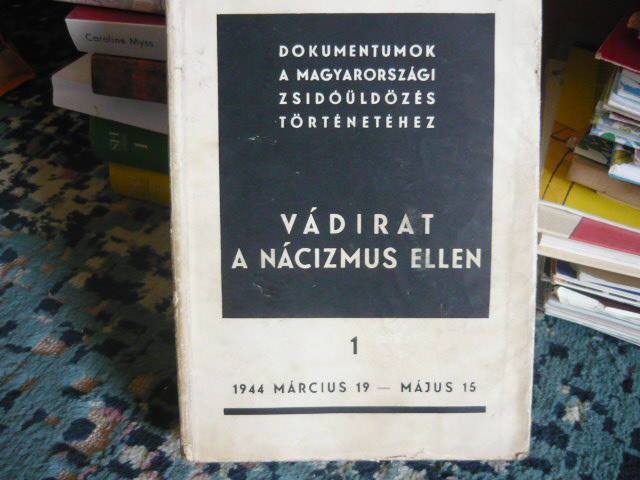 Caroline Myss
DOKUMENTUMOK
A MAGYARORSZÁGI
ZSIDÓÜLDÖZÉS
TÖRTÉNETÉHEZ
VÁDIRAT
A NÁCIZMUS ELLEN
1
1944 MÁRCIUS 19 — MÁJUS 15